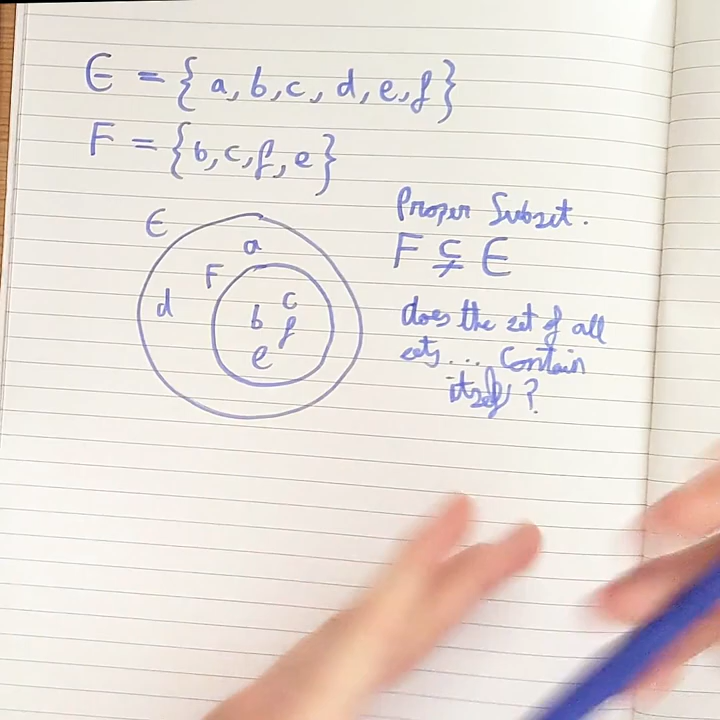 E = { a, b, c, d, e, f }
F = { b, c, f, e }
Proper Subset.
F ⊊ E
does the set of all
sets... Contain
itself?
E
a
F
d
c
b
f
e